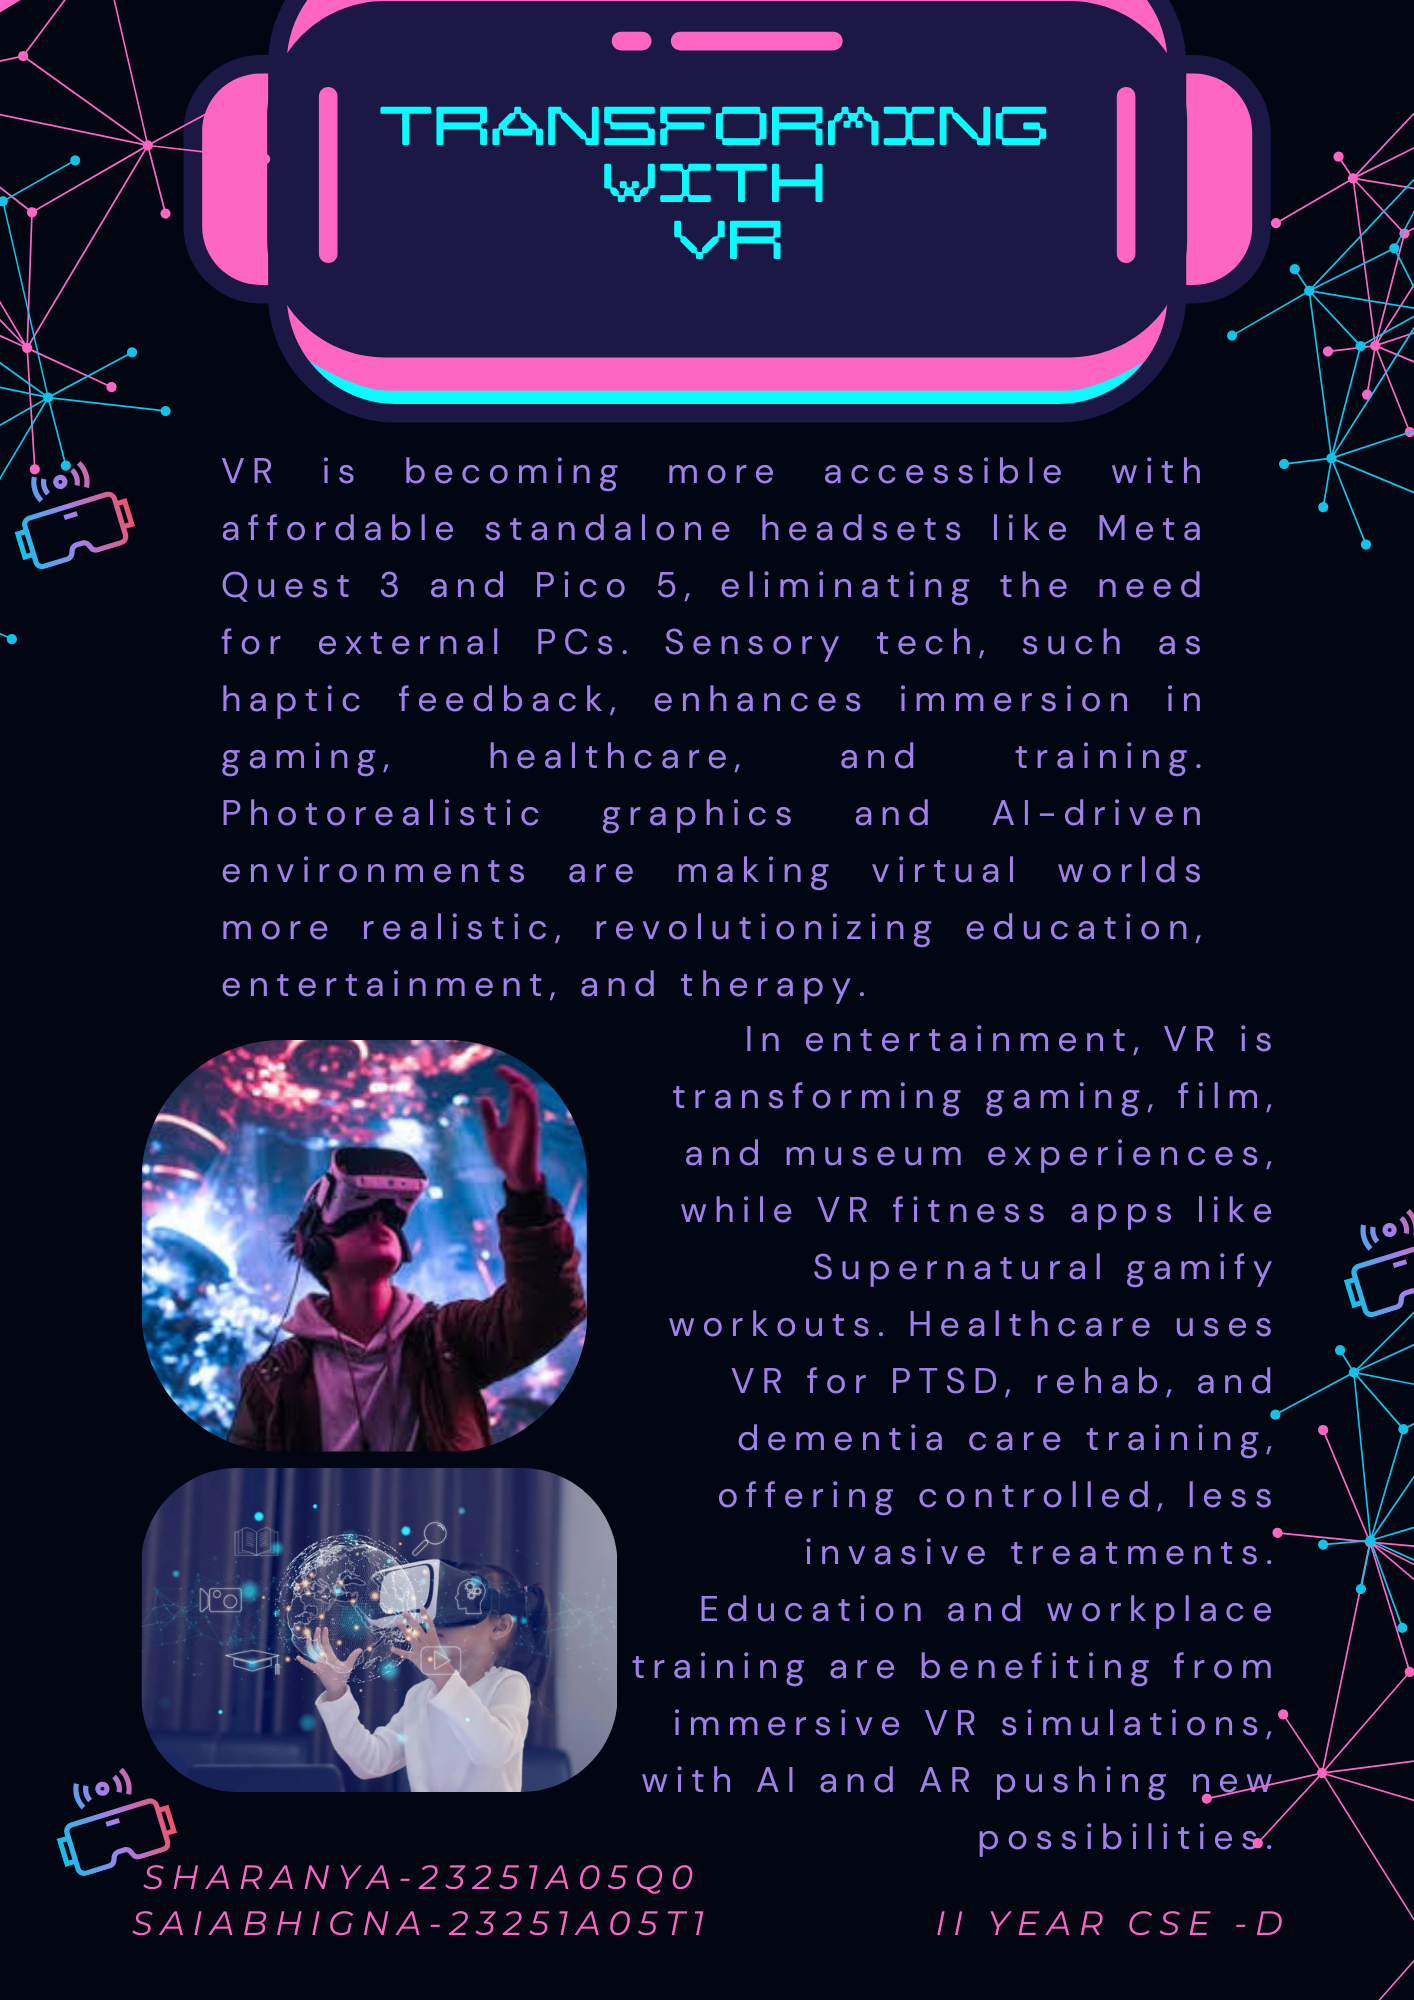 TRANSFORMING
WITH
VR
VR is becoming more accessible with
affordable standalone headsets like Meta
Quest 3 and Pico 5, eliminating the need
for external PCs. Sensory tech, such as
haptic feedback, enhances immersion in
gaming, healthcare, and training.
Photorealistic graphics and AI-driven
environments are making virtual worlds
more realistic, revolutionizing education,
entertainment, and therapy.
In entertainment, VR is
transforming gaming, film,
and museum experiences,
while VR fitness apps like
Supernatural gamify
workouts. Healthcare uses
VR for PTSD, rehab, and
dementia care training,
offering controlled, less
invasive treatments.
Education and workplace
training are benefiting from
immersive VR simulations,
with AI and AR pushing new
possibilities.
SHARANYA-23251A05Q0
SAIABHIGNA-23251A05T1
II YEAR CSE -D